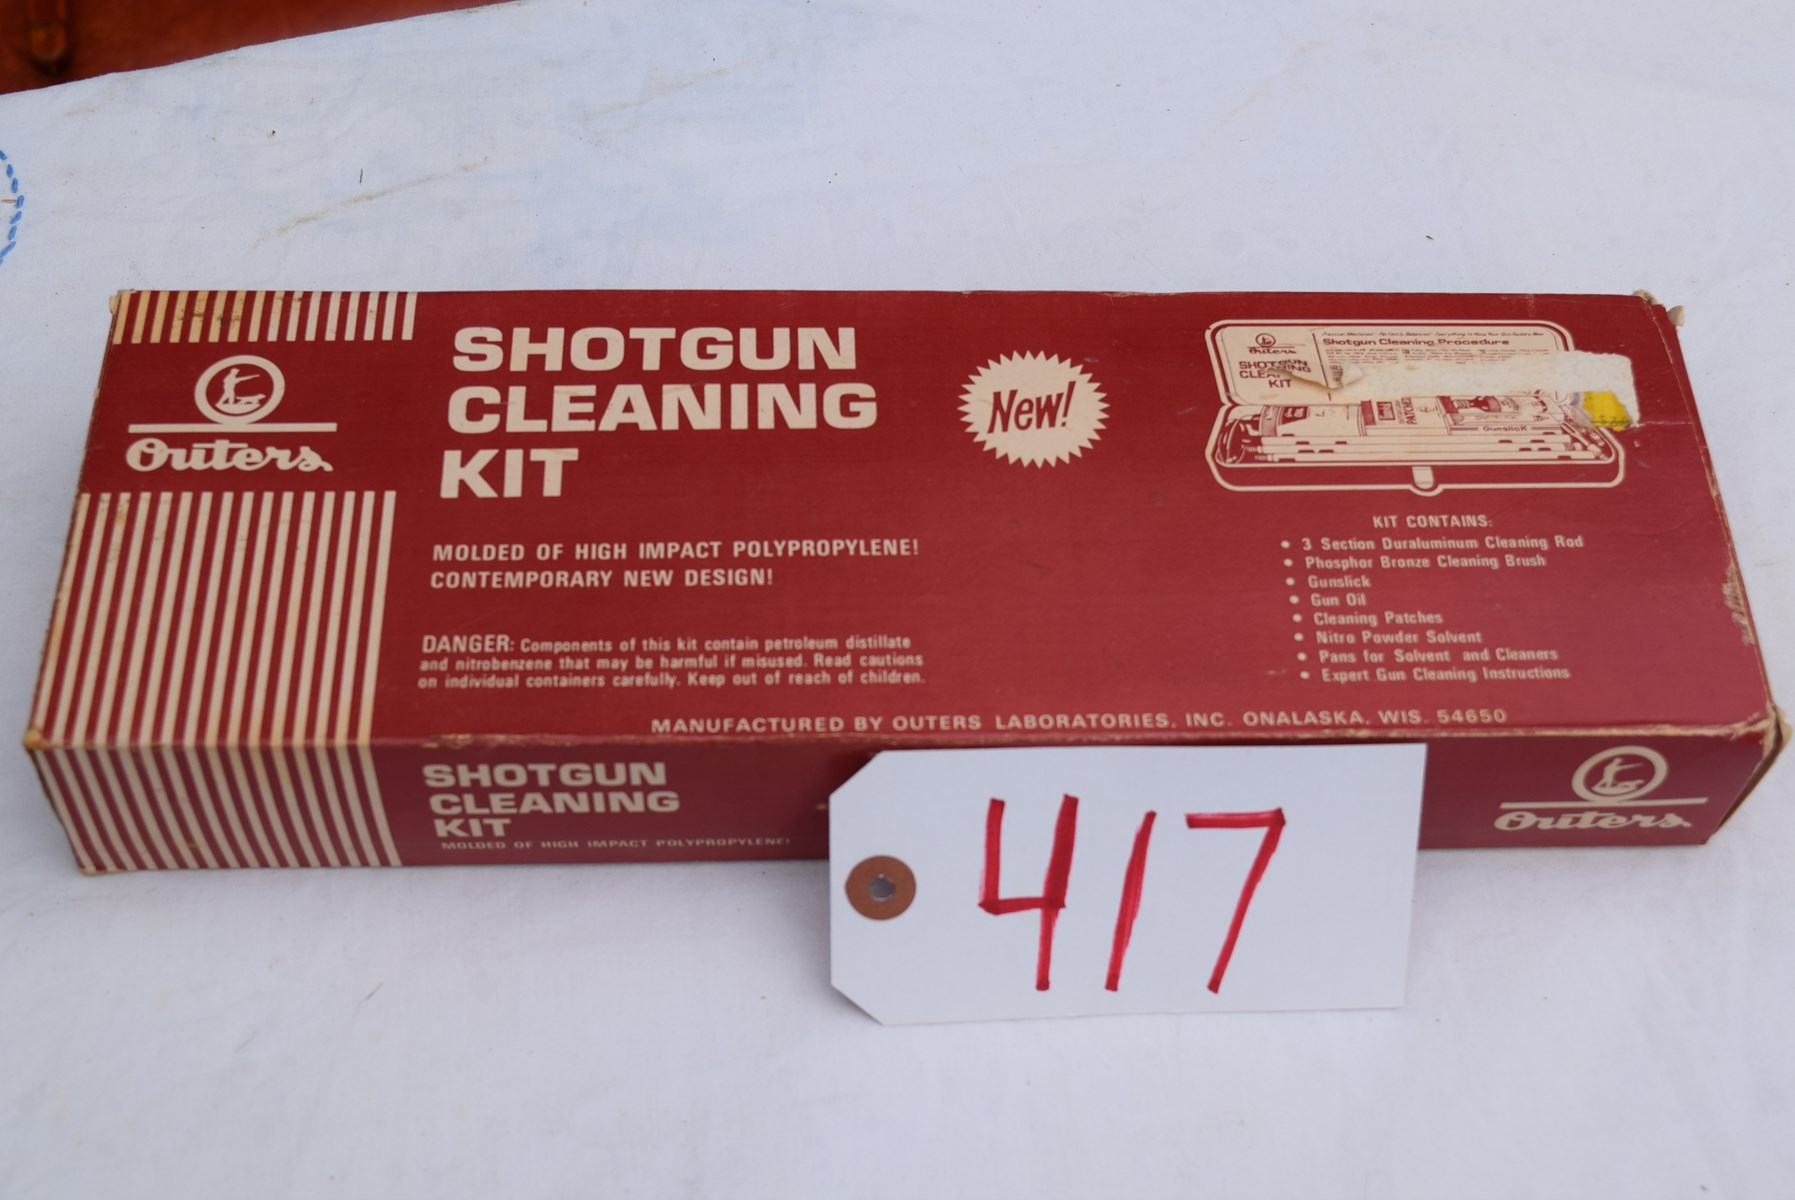 Outers
SHOTGUN
CLEANING
KIT
New!
MOLDED OF HIGH IMPACT POLYPROPYLENE!
CONTEMPORARY NEW DESIGN!
DANGER: Components of this kit contain petroleum distillate
and nitrobenzene that may be harmful if misused. Read cautions
on individual containers carefully. Keep out of reach of children.
Outers
Shotgun Cleaning Procedure
SHOTGUN
KIT
PATCHES
Gunslick
KIT CONTAINS:
• 3 Section Duraluminum Cleaning Rod
• Phosphor Bronze Cleaning Brush
• Gunslick
• Gun Oil
• Cleaning Patches
• Nitro Powder Solvent
• Pans for Solvent and Cleaners
• Expert Gun Cleaning Instructions
MANUFACTURED BY OUTERS LABORATORIES, INC. ONALASKA, WIS. 54650
SHOTGUN
CLEANING
KIT
MOLDED OF HIGH IMPACT POLYPROPYLENE!
Outers
417